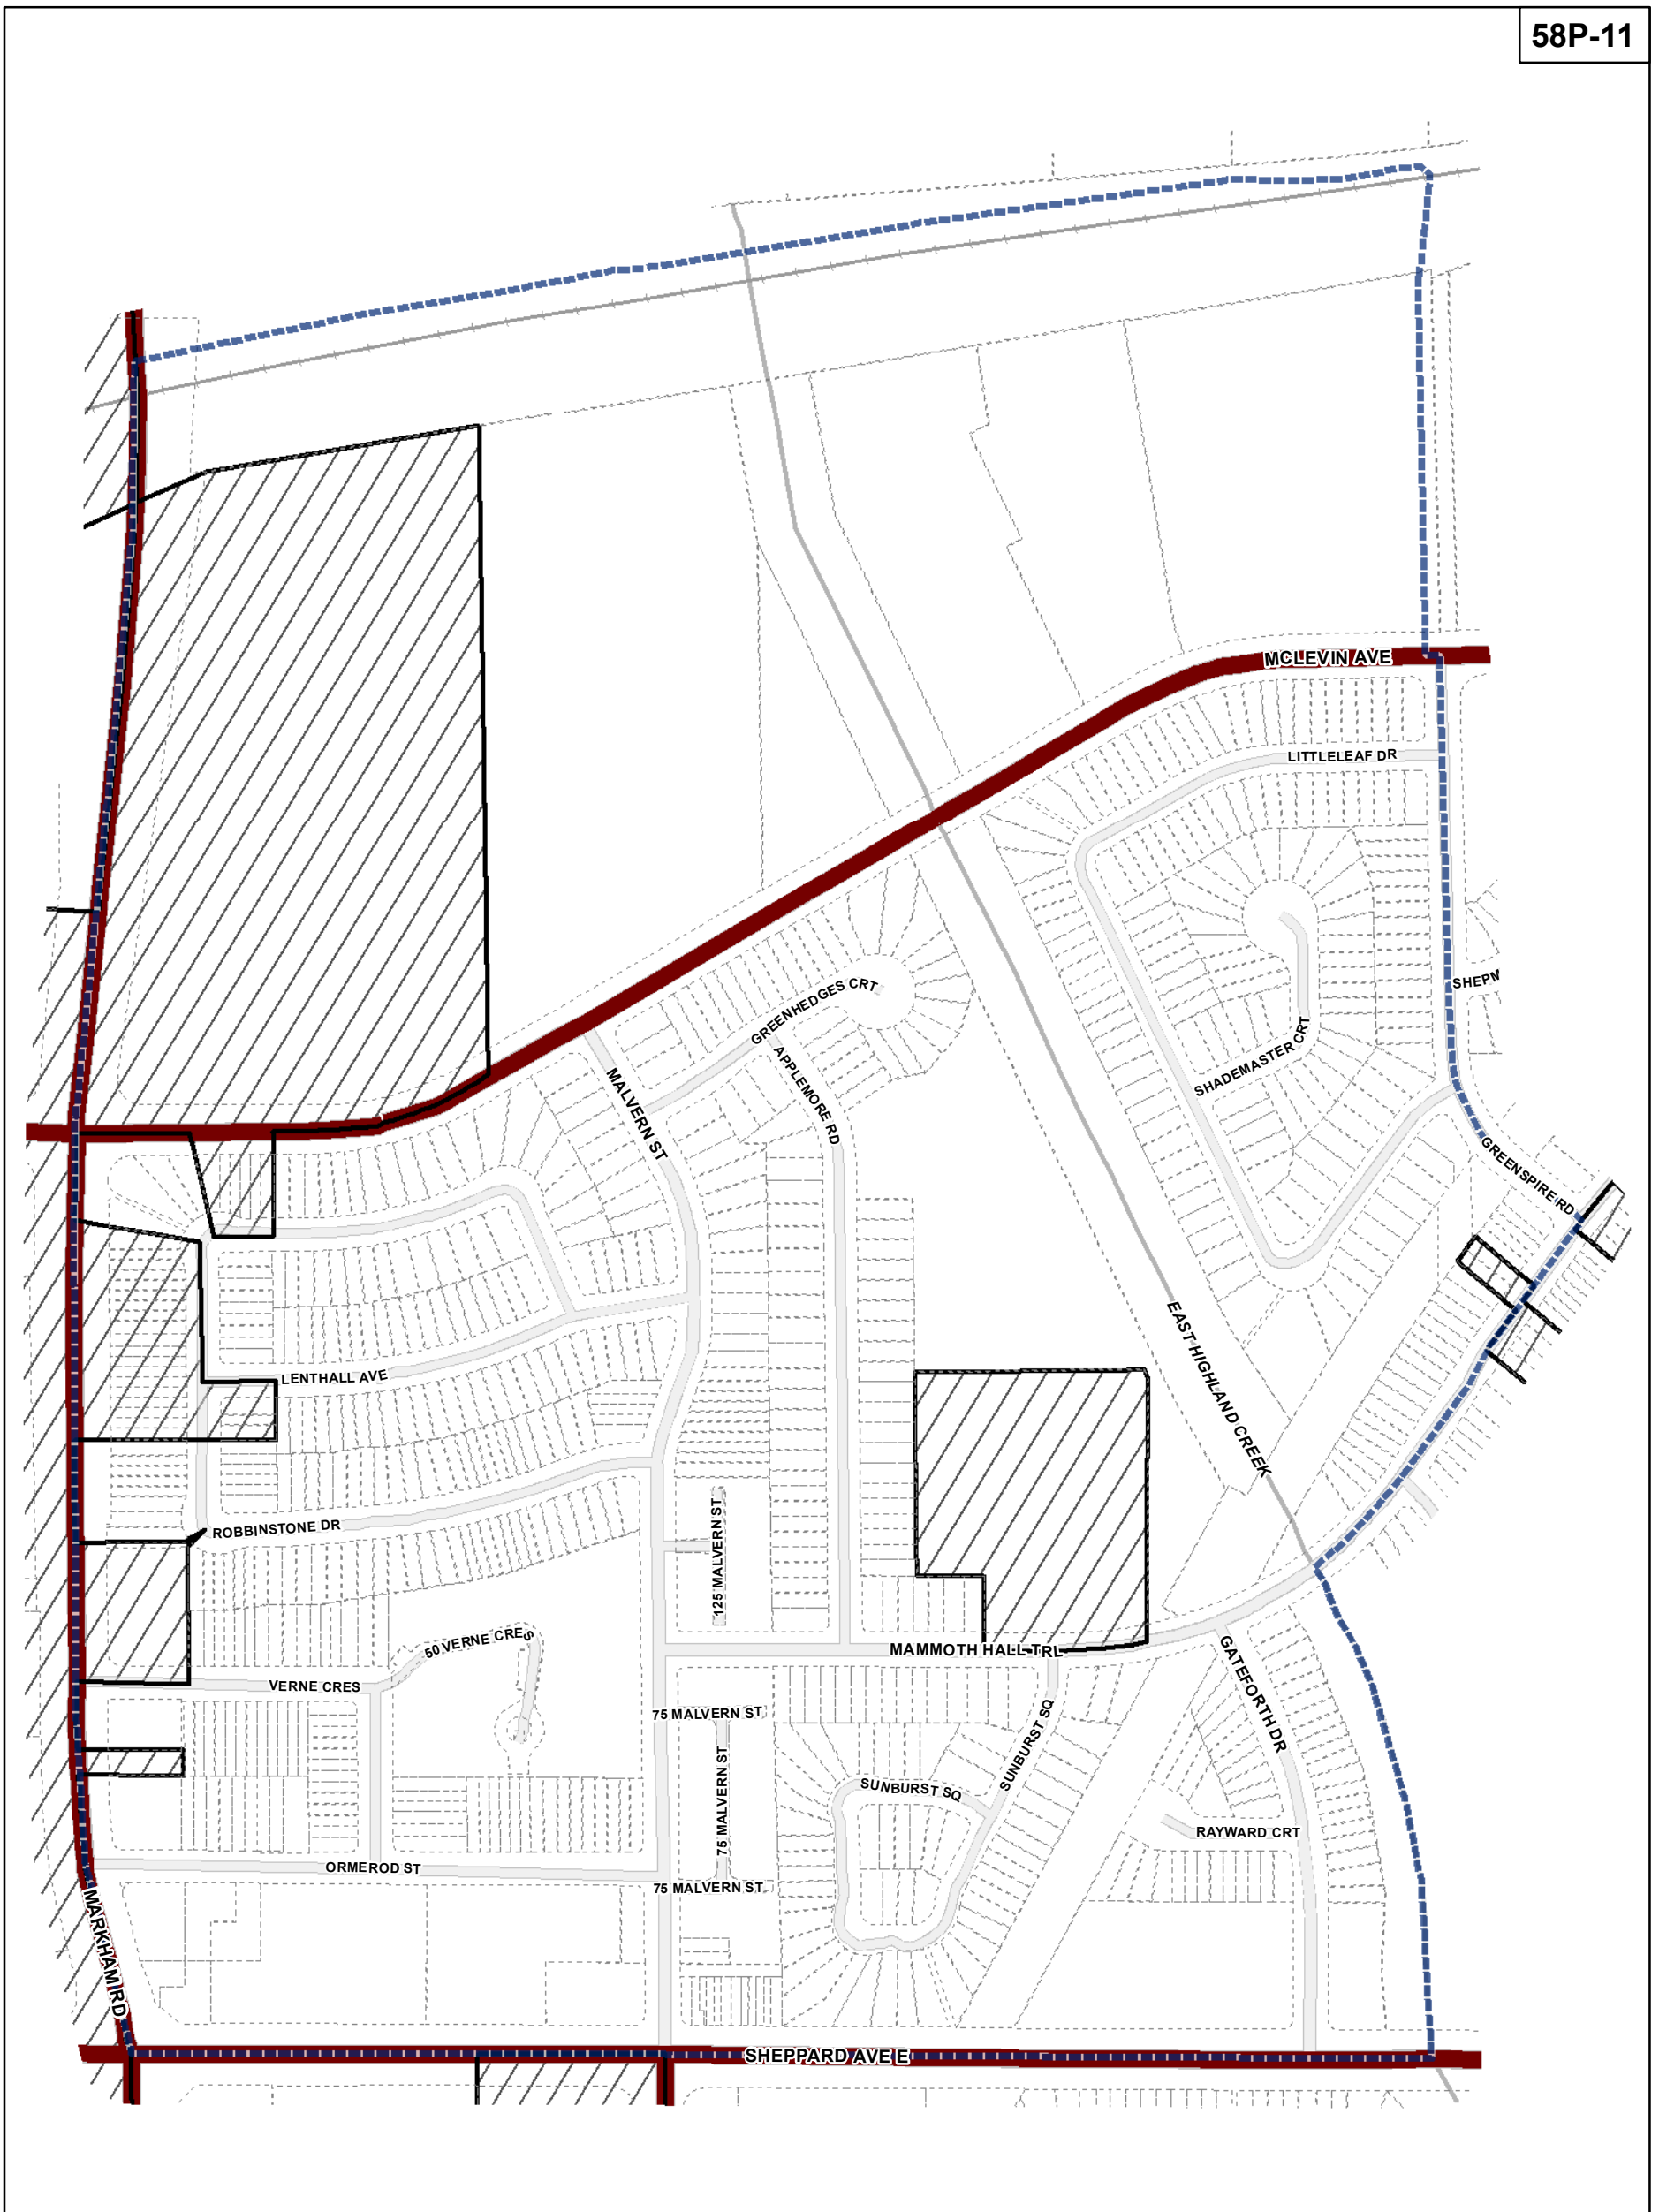 58P-11
MCLEVIN AVE
LITTLELEAF DR
SHEPM
GREENHEDGES CRT
APPLEMORE RD
SHADEMASTER CRT
MALVERN ST
GREENSPIRE RD
EAST HIGHLAND CREEK
LENTHALL AVE
125 MALVERN ST
ROBBINSTONE DR
50 VERNE CRES
MAMMOTH HALL TRL
GATEFORTH DR
VERNE CRES
75 MALVERN ST
SUNBURST SQ
75 MALVERN ST
SUNBURST SQ
RAYWARD CRT
ORMEROD ST
75 MALVERN ST
MARKHAM RD
SHEPPARD AVE E